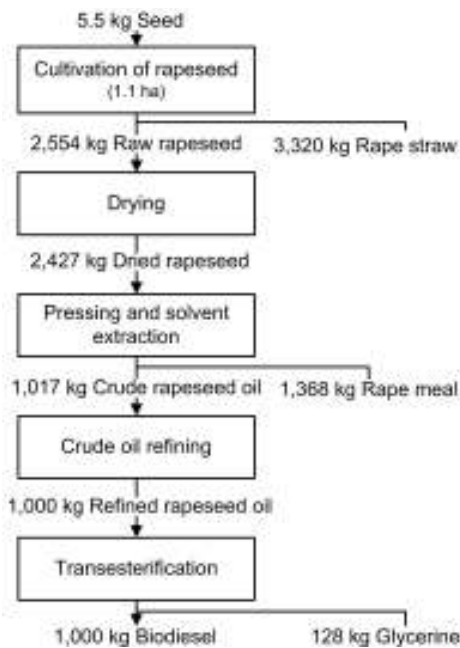 5.5 kg Seed
Cultivation of rapeseed
(1.1 ha)
2,554 kg Raw rapeseed
3,320 kg Rape straw
Drying
2,427 kg Dried rapeseed
Pressing and solvent
extraction
1,017 kg Crude rapeseed oil
1,368 kg Rape meal
Crude oil refining
1,000 kg Refined rapeseed oil
Transesterification
1,000 kg Biodiesel
128 kg Glycerine